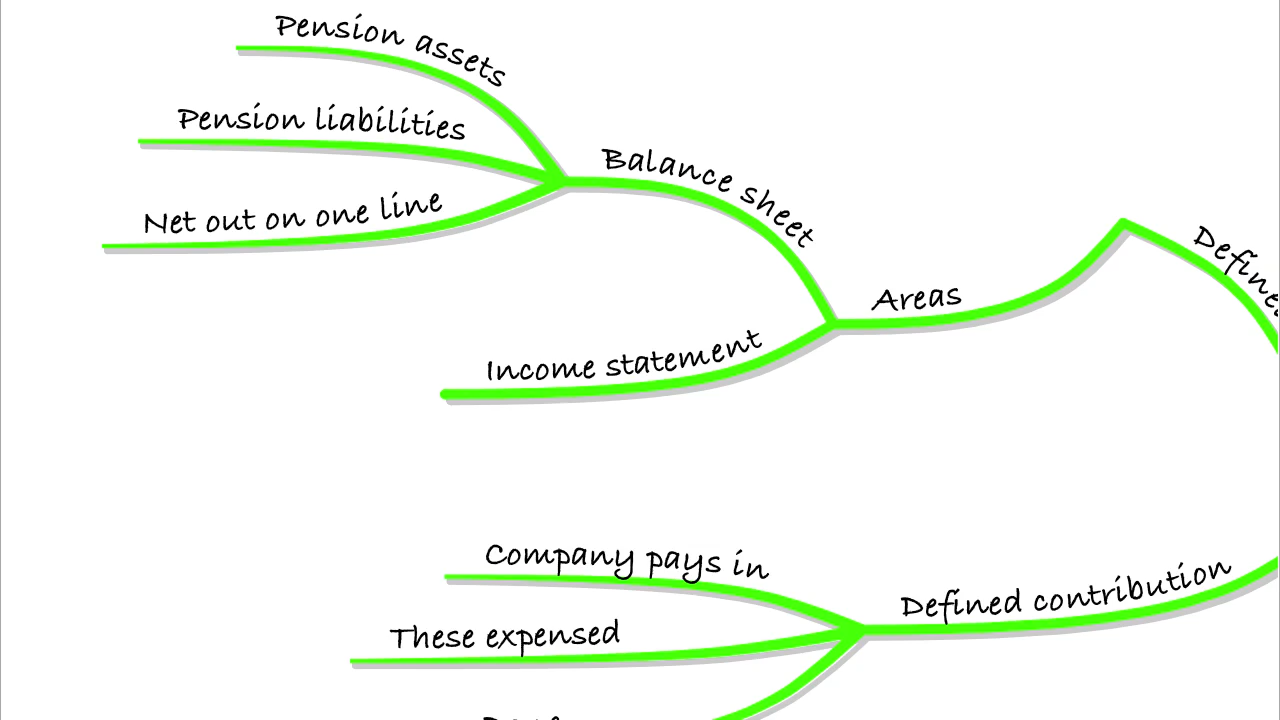 Pension assets
Pension liabilities
Net out on one line
Balance sheet
Areas
Income statement
Company pays in
These expensed
Defined contribution